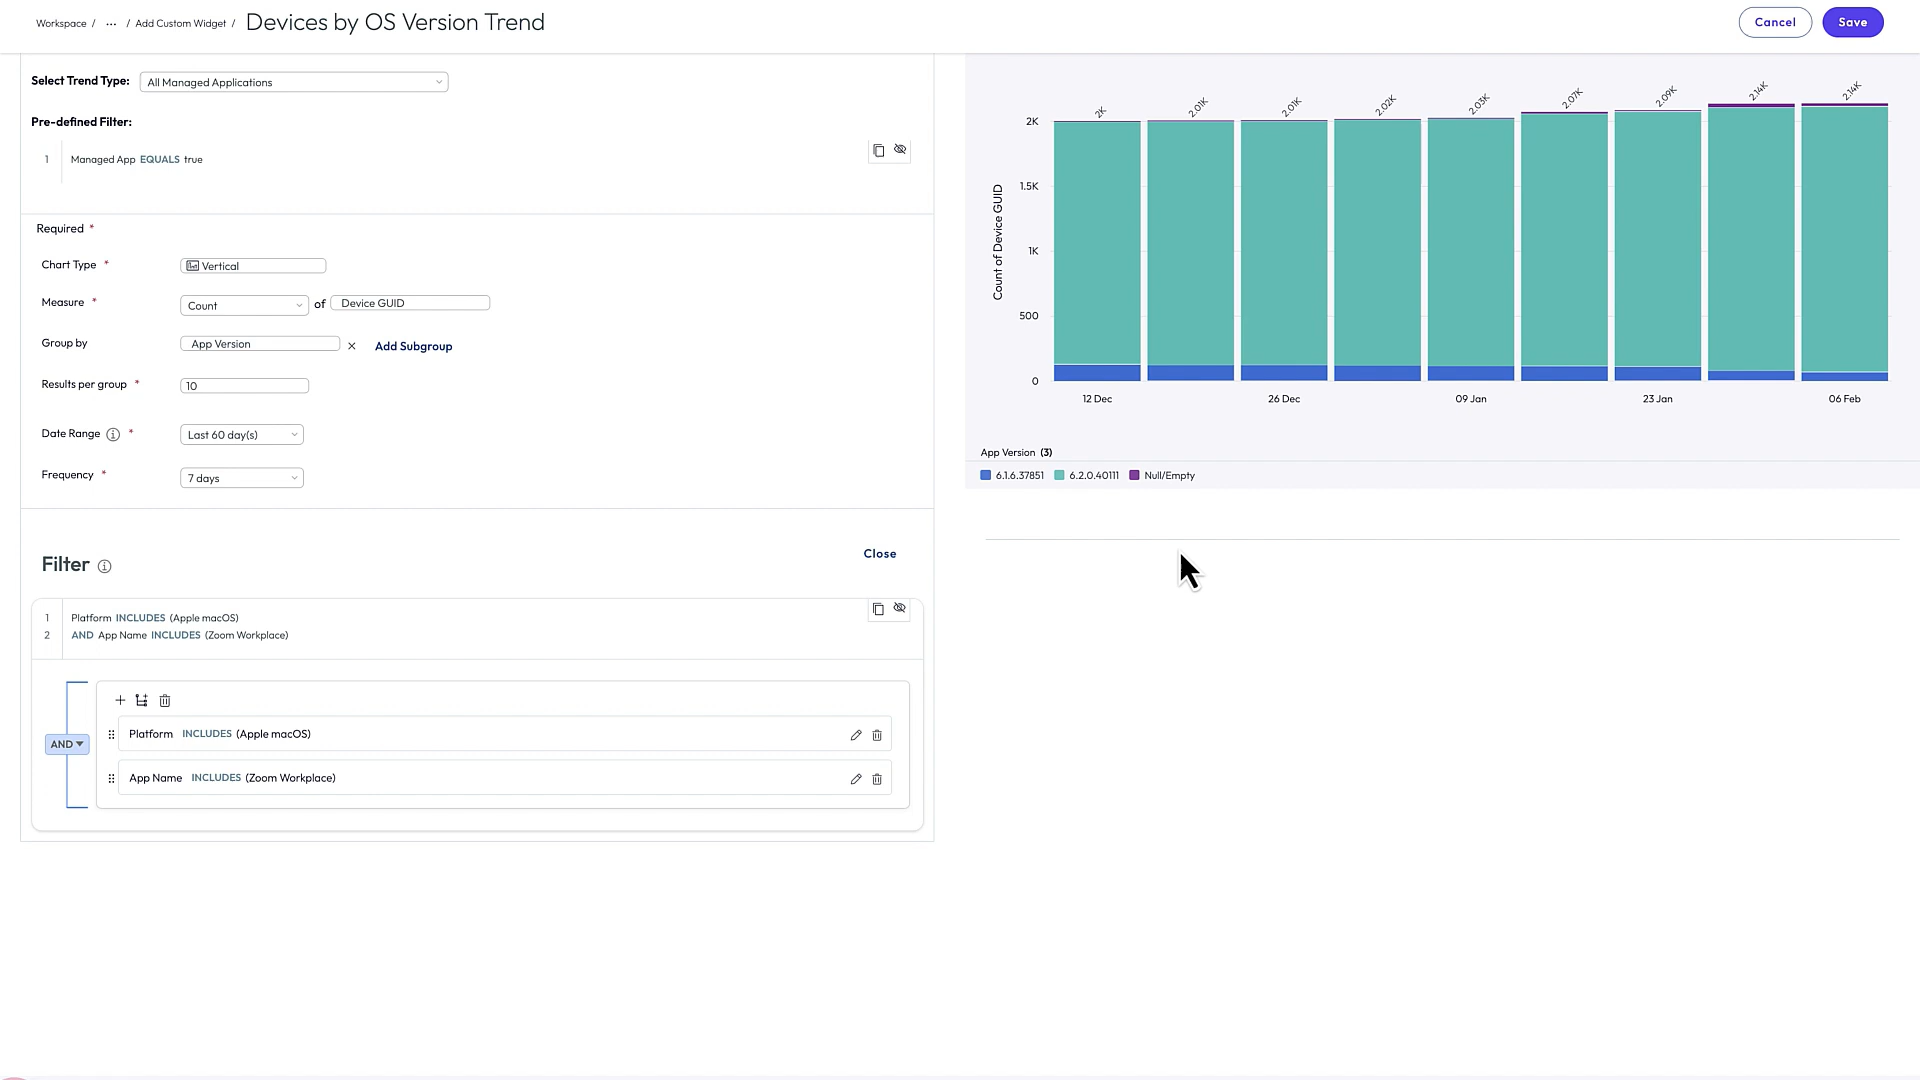 Workspace / ... / Add Custom Widget / Devices by OS Version Trend
Cancel
Save
Select Trend Type: All Managed Applications
Pre-defined Filter:
1 Managed App EQUALS true
Required *
Chart Type * Vertical
Measure * Count of Device GUID
Group by App Version × Add Subgroup
Results per group * 10
Date Range * Last 60 day(s)
Frequency * 7 days
Filter
Close
1 Platform INCLUDES (Apple macOS)
2 AND App Name INCLUDES (Zoom Workplace)
AND
Platform INCLUDES (Apple macOS)
App Name INCLUDES (Zoom Workplace)
2K 2.01K 2.01K 2.02K 2.03K 2.07K 2.09K 2.14K 2.14K
Count of Device GUID
2K
1.5K
1K
500
0
12 Dec 26 Dec 09 Jan 23 Jan 06 Feb
App Version (3)
6.1.6.37851 6.2.0.40111 Null/Empty